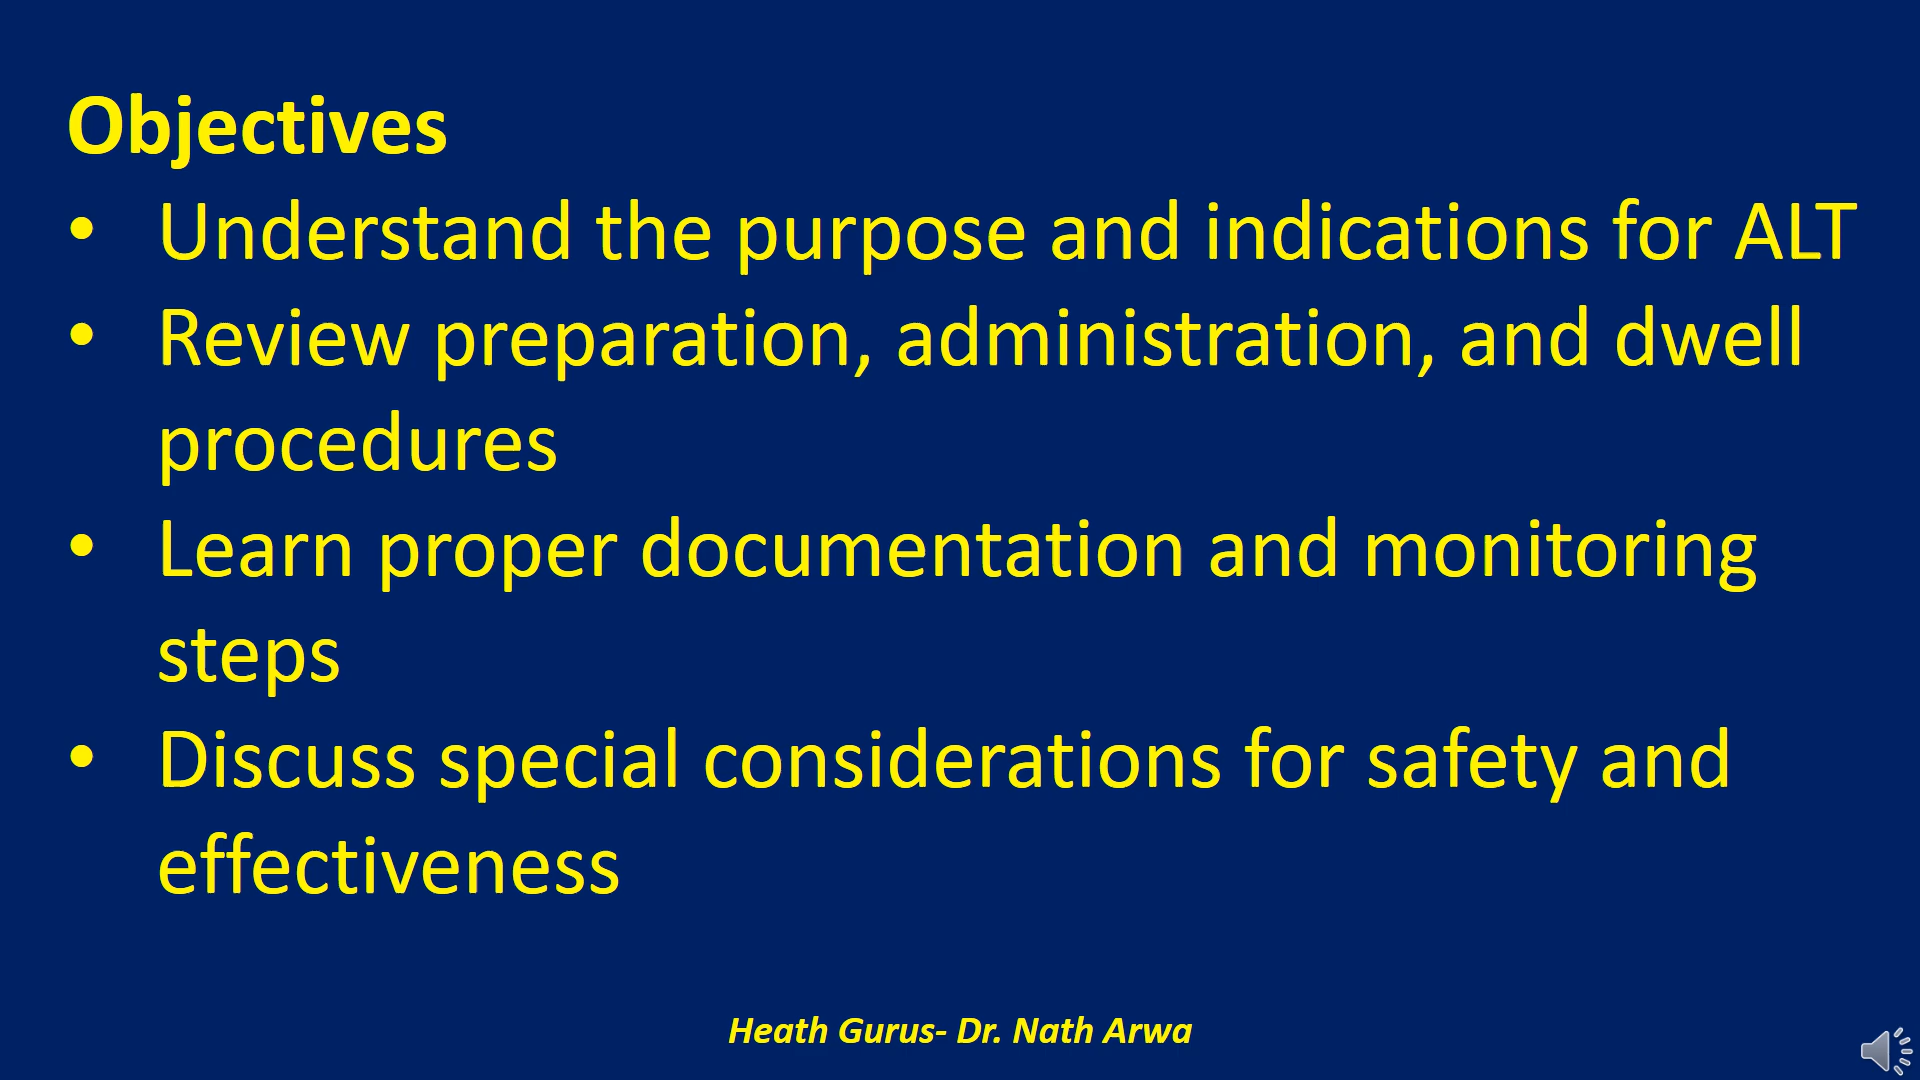 Objectives
• Understand the purpose and indications for ALT
• Review preparation, administration, and dwell
procedures
• Learn proper documentation and monitoring
steps
• Discuss special considerations for safety and
effectiveness
Heath Gurus- Dr. Nath Arwa